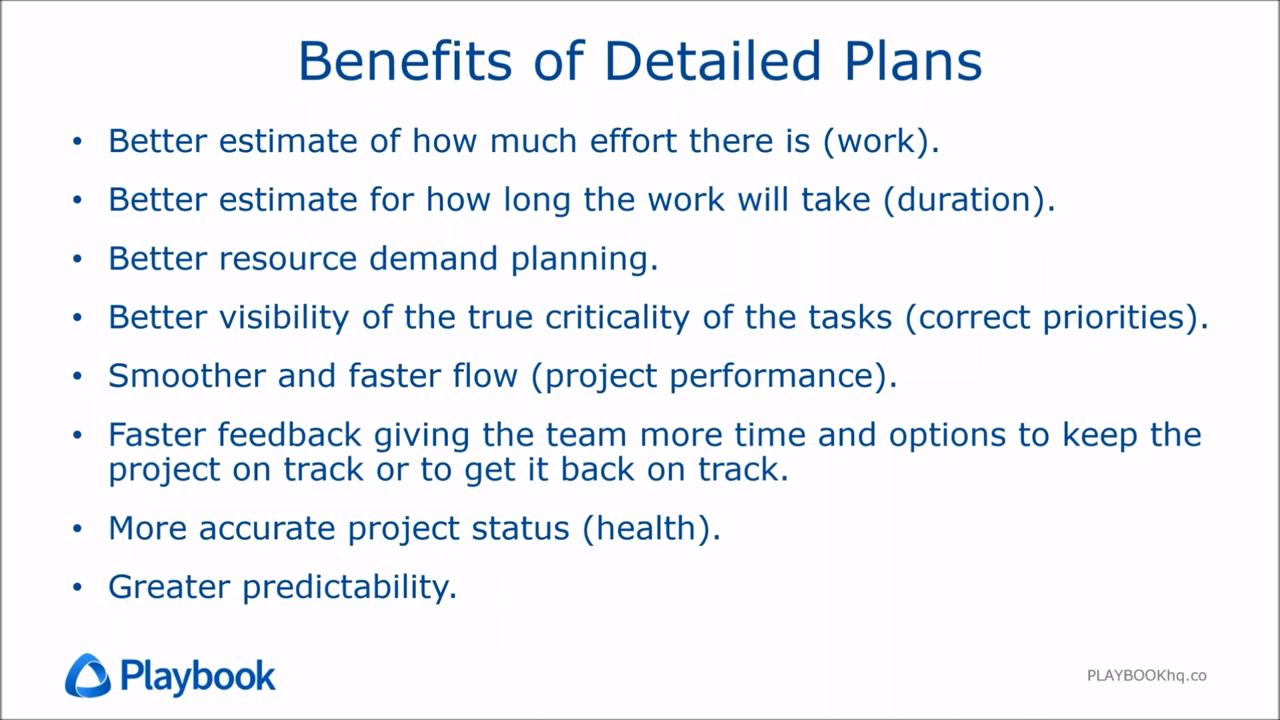 Benefits of Detailed Plans
• Better estimate of how much effort there is (work).
• Better estimate for how long the work will take (duration).
• Better resource demand planning.
• Better visibility of the true criticality of the tasks (correct priorities).
• Smoother and faster flow (project performance).
• Faster feedback giving the team more time and options to keep the
project on track or to get it back on track.
• More accurate project status (health).
• Greater predictability.
Playbook
PLAYBOOKhq.co